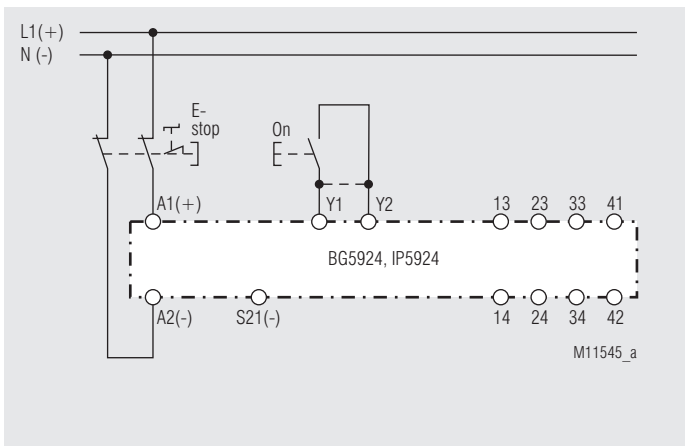 L1(+)
N (-)
E-
stop
On
A1(+)
Y1
Y2
13
23
33
41
BG5924, IP5924
A2(-)
S21(-)
14
24
34
42
M11545_a